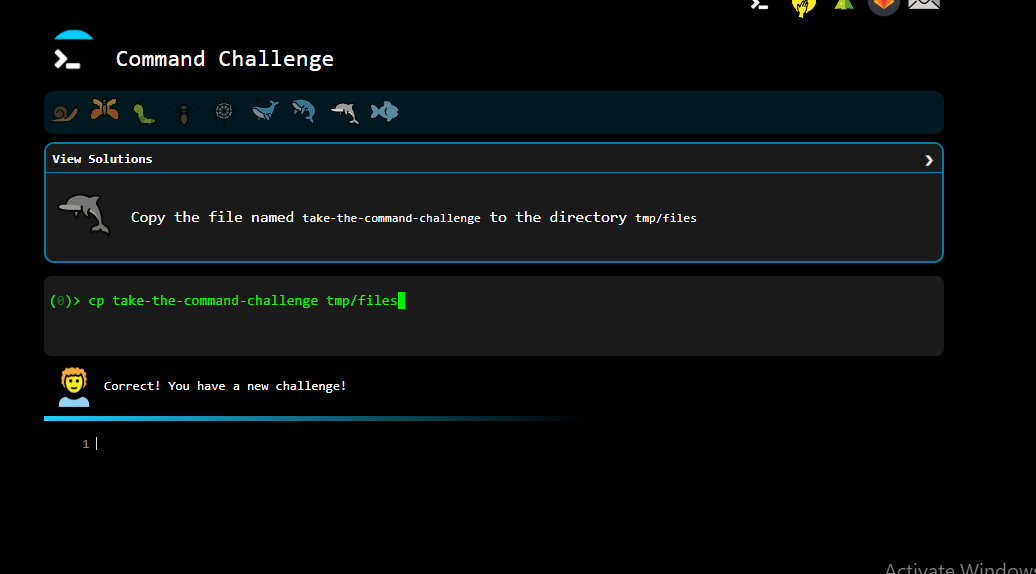 Command Challenge
View Solutions
Copy the file named take-the-command-challenge to the directory tmp/files
(0)> cp take-the-command-challenge tmp/files
Correct! You have a new challenge!
1
Activate Windows